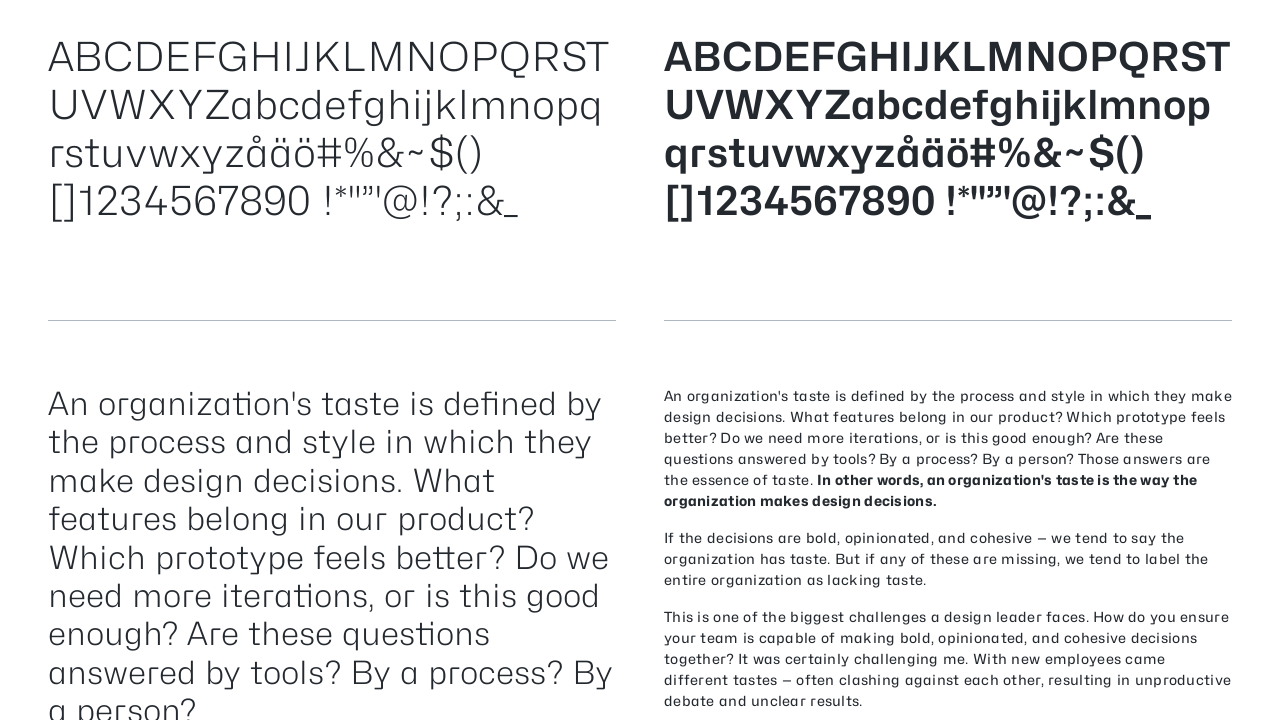 ABCDEFGHIJKLMNOPQRST
UVWXYZabcdefghijklmnopq
rstuvwxyzåäö#%&~$()
[]1234567890 !*"”'@!?;:&_
ABCDEFGHIJKLMNOPQRST
UVWXYZabcdefghijklmnop
qrstuvwxyzåäö#%&~$()
[]1234567890 !*"”'@!?;:&_
An organization's taste is defined by
the process and style in which they
make design decisions. What
features belong in our product?
Which prototype feels better? Do we
need more iterations, or is this good
enough? Are these questions
answered by tools? By a process? By
a person?
An organization's taste is defined by the process and style in which they make
design decisions. What features belong in our product? Which prototype feels
better? Do we need more iterations, or is this good enough? Are these
questions answered by tools? By a process? By a person? Those answers are
the essence of taste. In other words, an organization's taste is the way the
organization makes design decisions.
If the decisions are bold, opinionated, and cohesive — we tend to say the
organization has taste. But if any of these are missing, we tend to label the
entire organization as lacking taste.
This is one of the biggest challenges a design leader faces. How do you ensure
your team is capable of making bold, opinionated, and cohesive decisions
together? It was certainly challenging me. With new employees came
different tastes — often clashing against each other, resulting in unproductive
debate and unclear results.